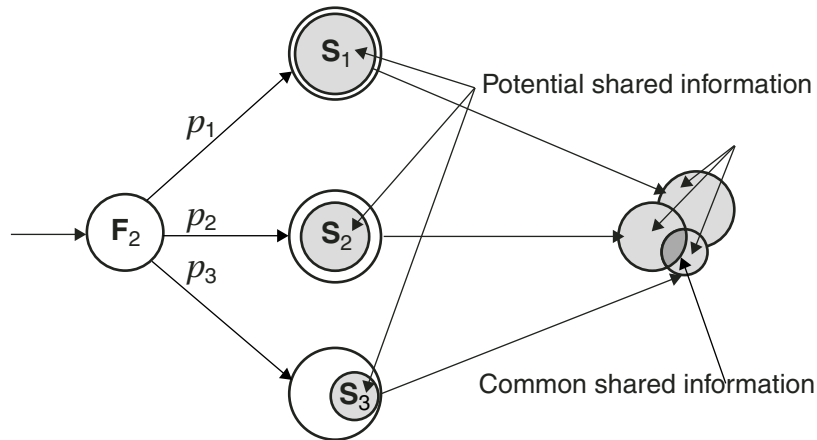 S1
Potential shared information
p1
F2
p2
S2
p3
S3
Common shared information